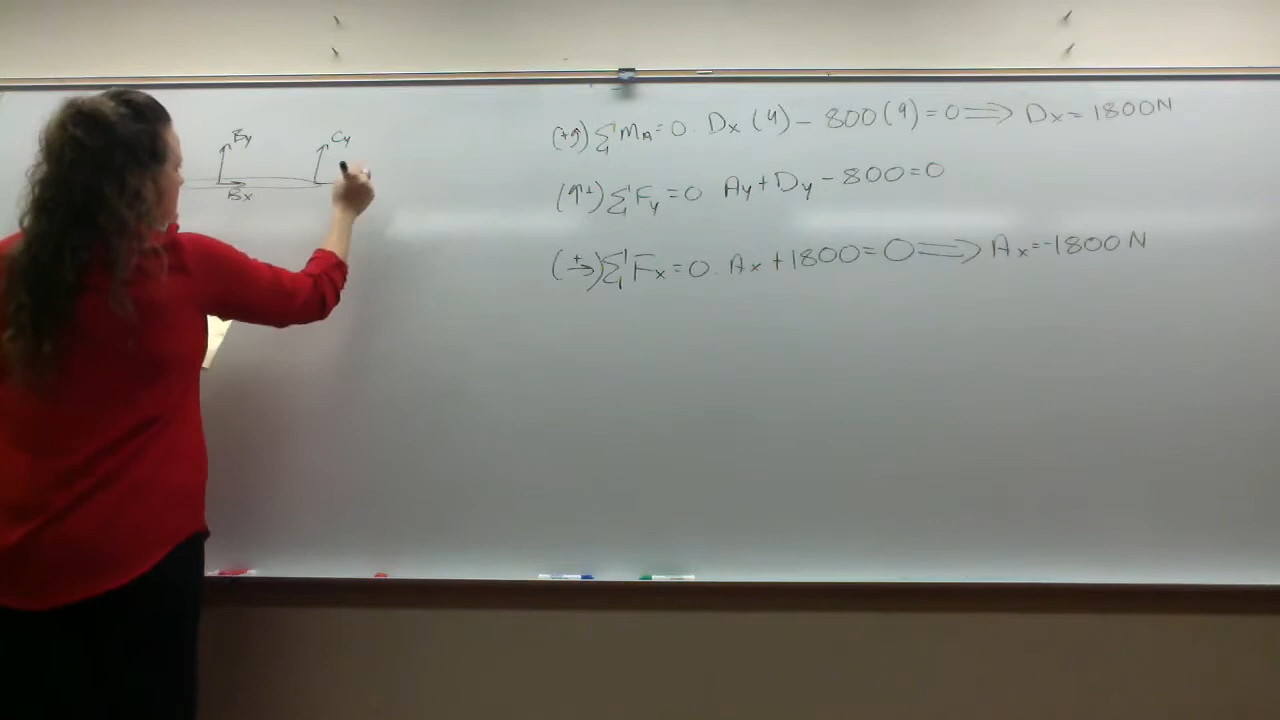 By
Cy
Bx
(+↺) ΣMA=0. Dx(4) - 800(9)=0 ⟹ Dx=1800N
(↑+) ΣFy=0 Ay+Dy-800=0
(→+) ΣFx=0. Ax+1800=0 ⟹ Ax=-1800N